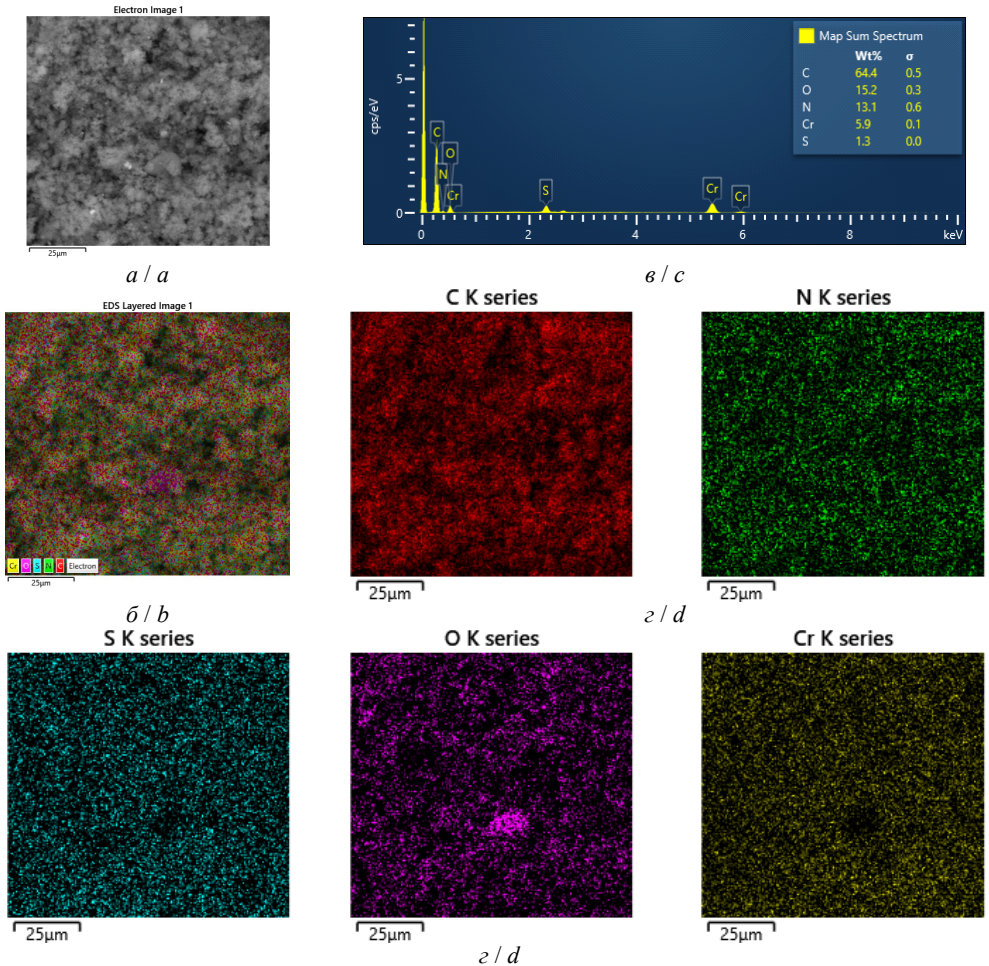 Electron Image 1
25µm
а / a
cps/eV
5
0
0
2
4
6
8
keV
C
O
N
Cr
S
Cr
Cr
Map Sum Spectrum
Wt% σ
C 64.4 0.5
O 15.2 0.3
N 13.1 0.6
Cr 5.9 0.1
S 1.3 0.0
в / c
EDS Layered Image 1
Cr O S N C Electron
25µm
б / b
C K series
25µm
N K series
25µm
г / d
S K series
25µm
O K series
25µm
Cr K series
25µm
г / d